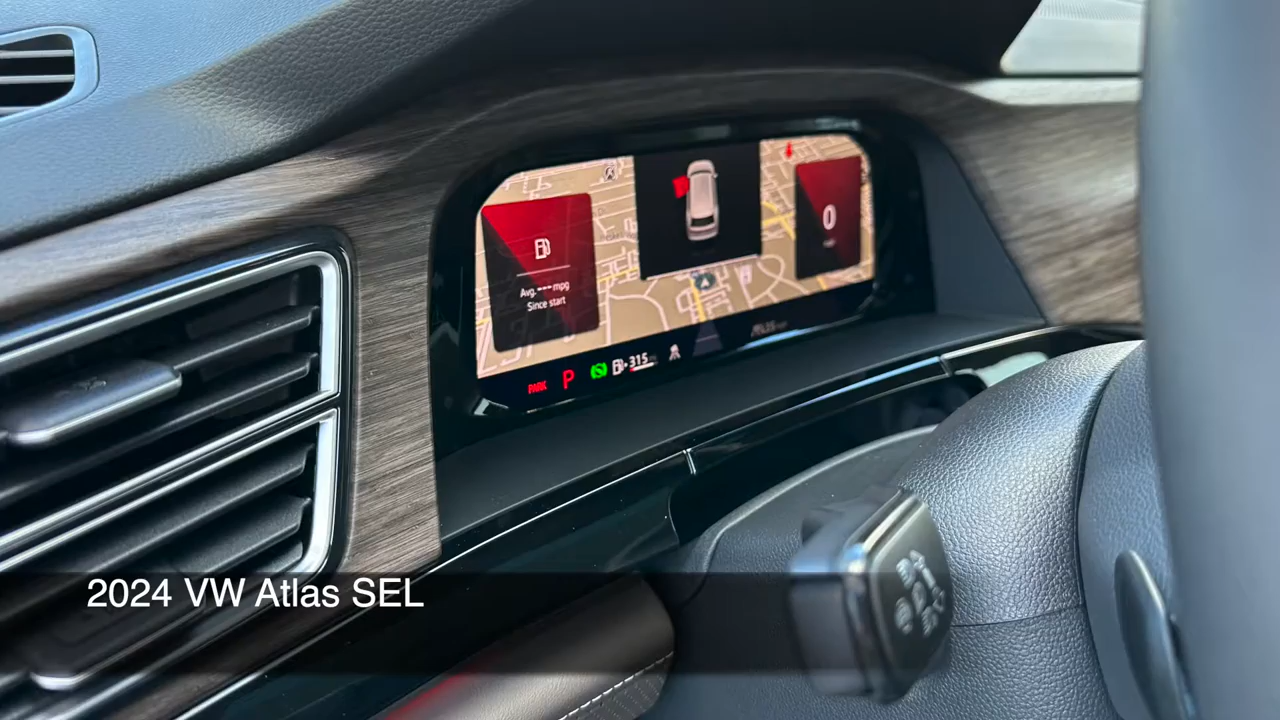 0
Avg. --- mpg
Since start
PARK P 315
2024 VW Atlas SEL